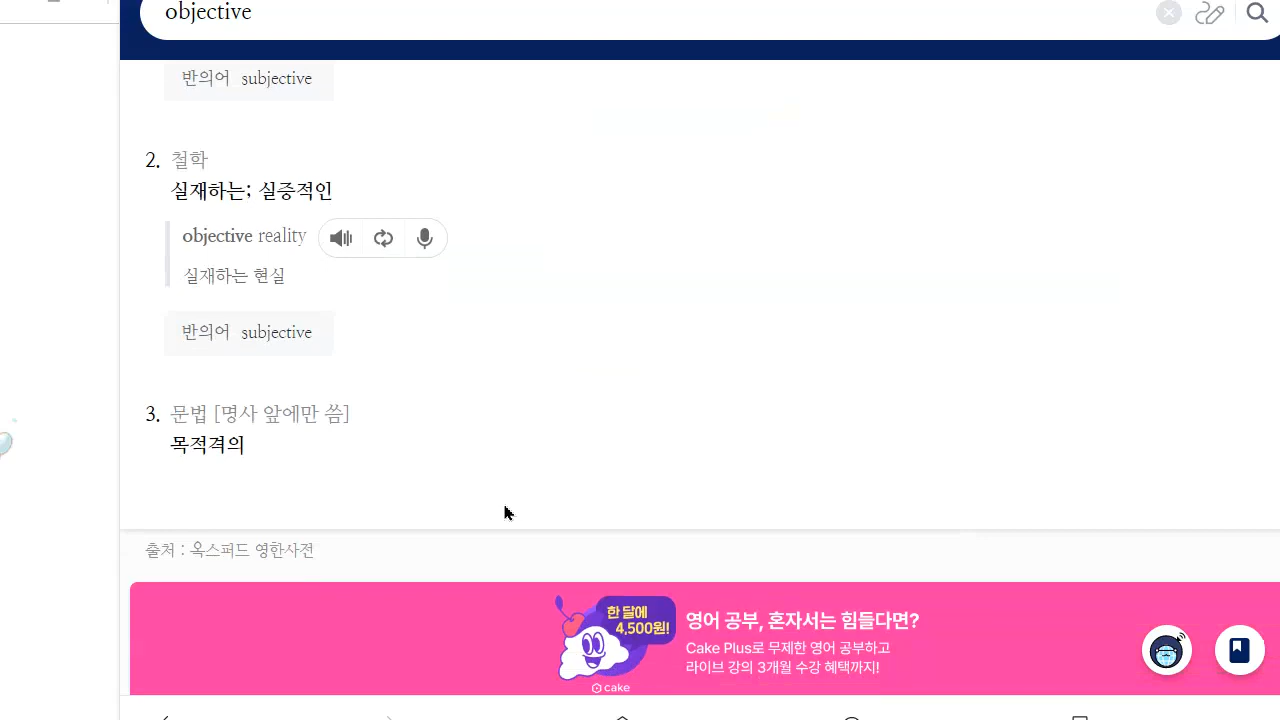 objective
반의어 subjective
2. 철학
실재하는; 실증적인
objective reality
실재하는 현실
반의어 subjective
3. 문법 [명사 앞에만 씀]
목적격의
출처 : 옥스퍼드 영한사전
한 달에
4,500원!
영어 공부, 혼자서는 힘들다면?
Cake Plus로 무제한 영어 공부하고
라이브 강의 3개월 수강 혜택까지!
cake